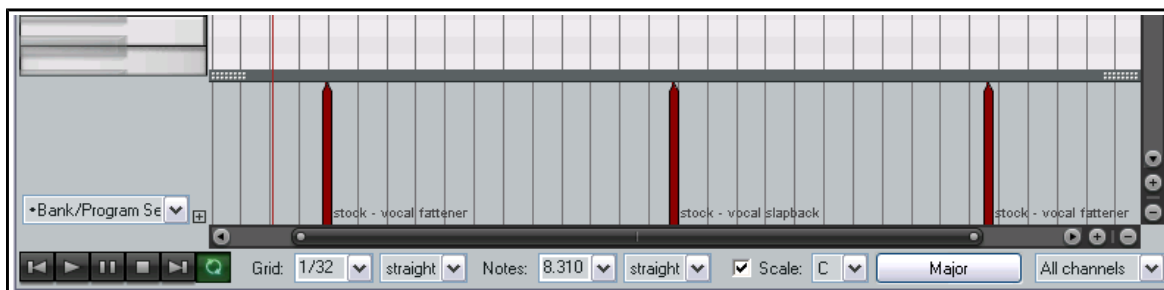 •Bank/Program Se
stock - vocal fattener
stock - vocal slapback
stock - vocal fattener
Grid: 1/32 straight Notes: 8.310 straight Scale: C Major All channels